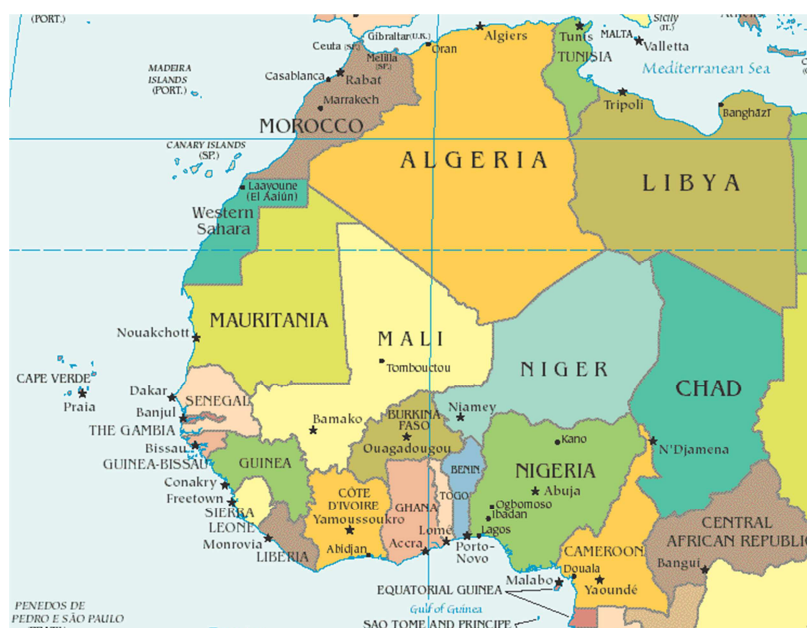 (PORT.)
Gibraltar(U.K.)
Algiers
Tunis
MALTA
Sicily
(IT.)
Ceuta (SP.)
Melilla
(SP.)
Oran
TUNISIA
Valletta
Mediterranean Sea
MADEIRA
ISLANDS
(PORT.)
Casablanca
Rabat
Marrakech
MOROCCO
Tripoli
Banghāzī
CANARY ISLANDS
(SP.)
ALGERIA
LIBYA
Laayoune
(El Aaiún)
Western
Sahara
MAURITANIA
Nouakchott
MALI
Tombouctou
NIGER
CHAD
CAPE VERDE
Praia
Dakar
SENEGAL
Banjul
THE GAMBIA
Bissau
GUINEA-BISSAU
Bamako
BURKINA
FASO
Ouagadougou
Niamey
Kano
N'Djamena
GUINEA
Conakry
Freetown
SIERRA
LEONE
Monrovia
LIBERIA
CÔTE
D'IVOIRE
Yamoussoukro
Abidjan
GHANA
Accra
TOGO
Lomé
BENIN
Porto-
Novo
NIGERIA
Abuja
Ogbomoso
Ibadan
Lagos
CENTRAL
AFRICAN REPUBLIC
Bangui
CAMEROON
Douala
Yaoundé
Malabo
EQUATORIAL GUINEA
Gulf of Guinea
SAO TOME AND PRINCIPE
PENEDOS DE
PEDRO E SÃO PAULO